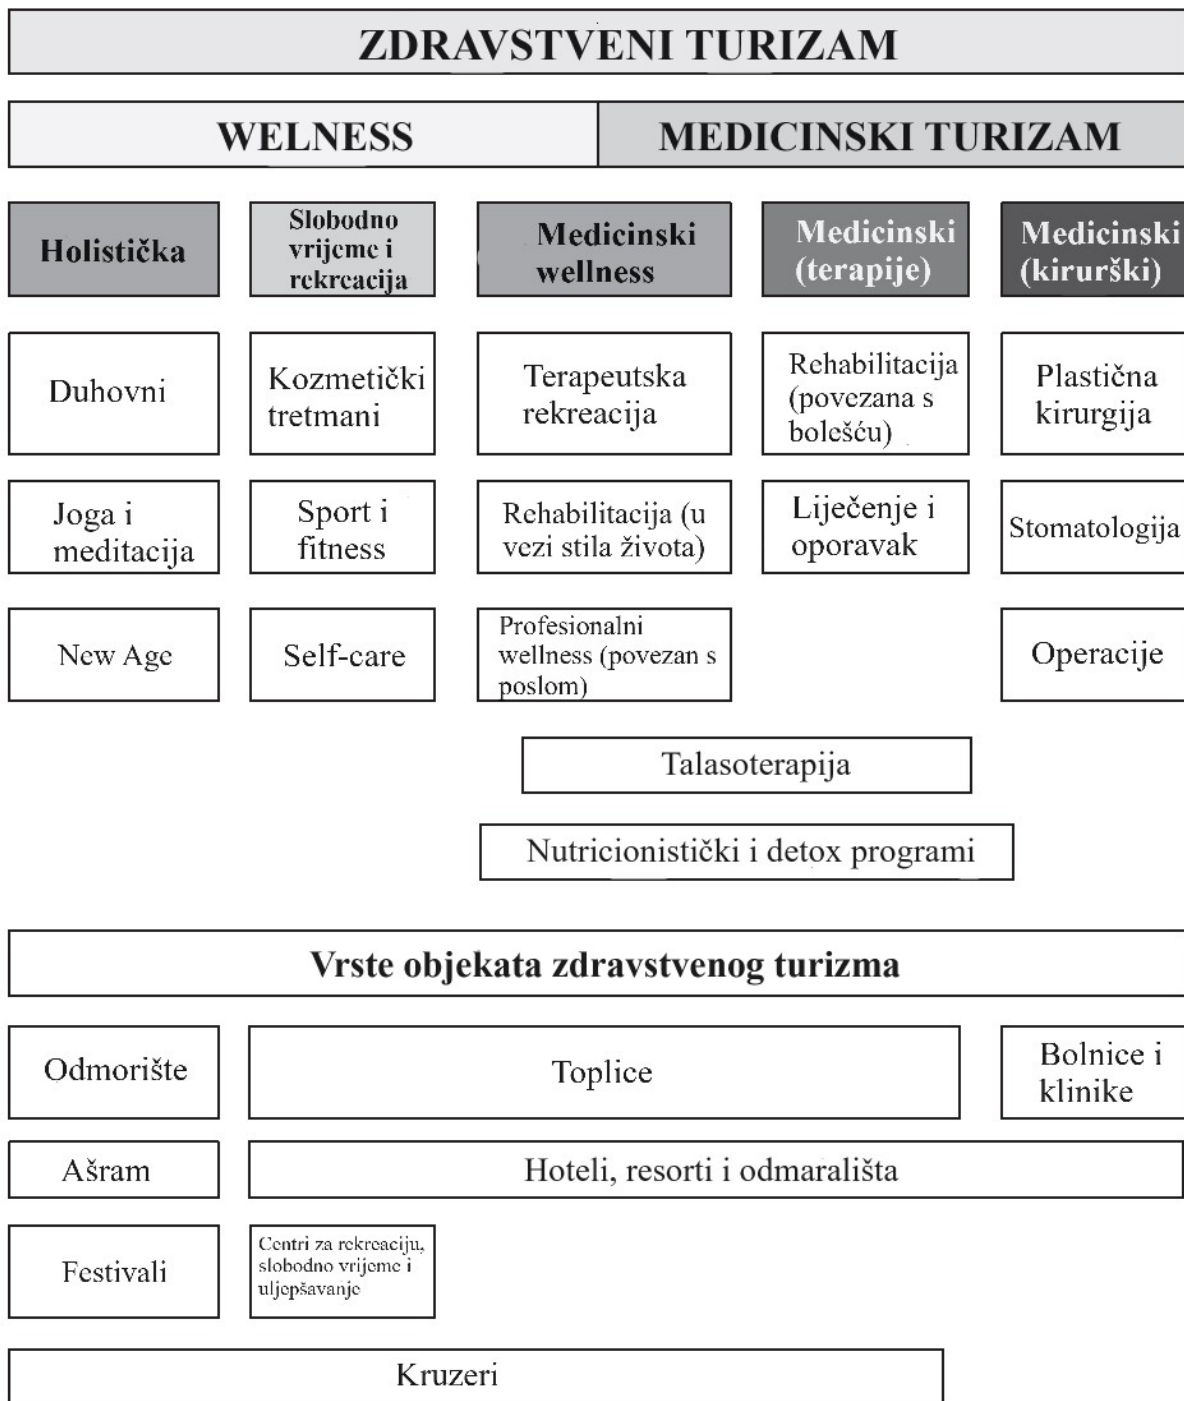 ZDRAVSTVENI TURIZAM
WELNESS
MEDICINSKI TURIZAM
Holistička
Slobodno
vrijeme i
rekreacija
Medicinski
wellness
Medicinski
(terapije)
Medicinski
(kirurški)
Duhovni
Kozmetički
tretmani
Terapeutska
rekreacija
Rehabilitacija
(povezana s
bolešću)
Plastična
kirurgija
Joga i
meditacija
Sport i
fitness
Rehabilitacija (u
vezi stila života)
Liječenje i
oporavak
Stomatologija
New Age
Self-care
Profesionalni
wellness (povezan s
poslom)
Operacije
Talasoterapija
Nutricionistički i detox programi
Vrste objekata zdravstvenog turizma
Odmorište
Toplice
Bolnice i
klinike
Ašram
Hoteli, resorti i odmarališta
Festivali
Centri za rekreaciju,
slobodno vrijeme i
uljepšavanje
Kruzeri